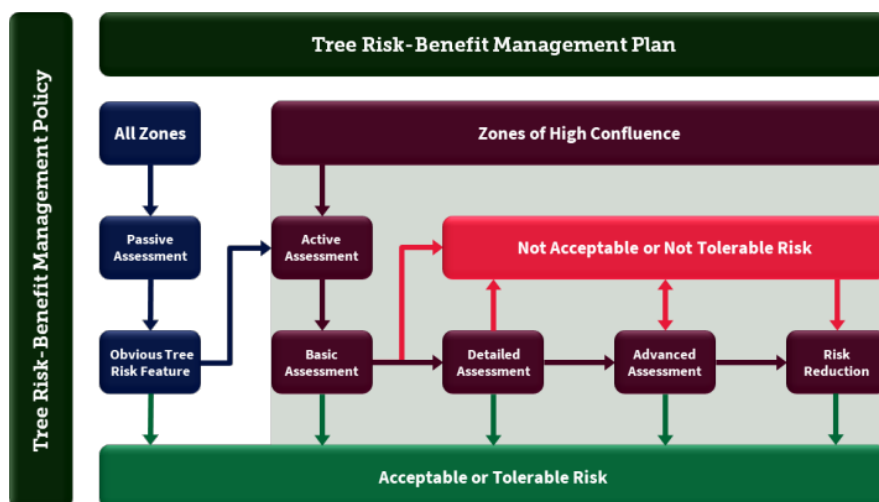 Tree Risk-Benefit Management Policy
Tree Risk-Benefit Management Plan
All Zones
Zones of High Confluence
Passive
Assessment
Active
Assessment
Not Acceptable or Not Tolerable Risk
Obvious Tree
Risk Feature
Basic
Assessment
Detailed
Assessment
Advanced
Assessment
Risk
Reduction
Acceptable or Tolerable Risk